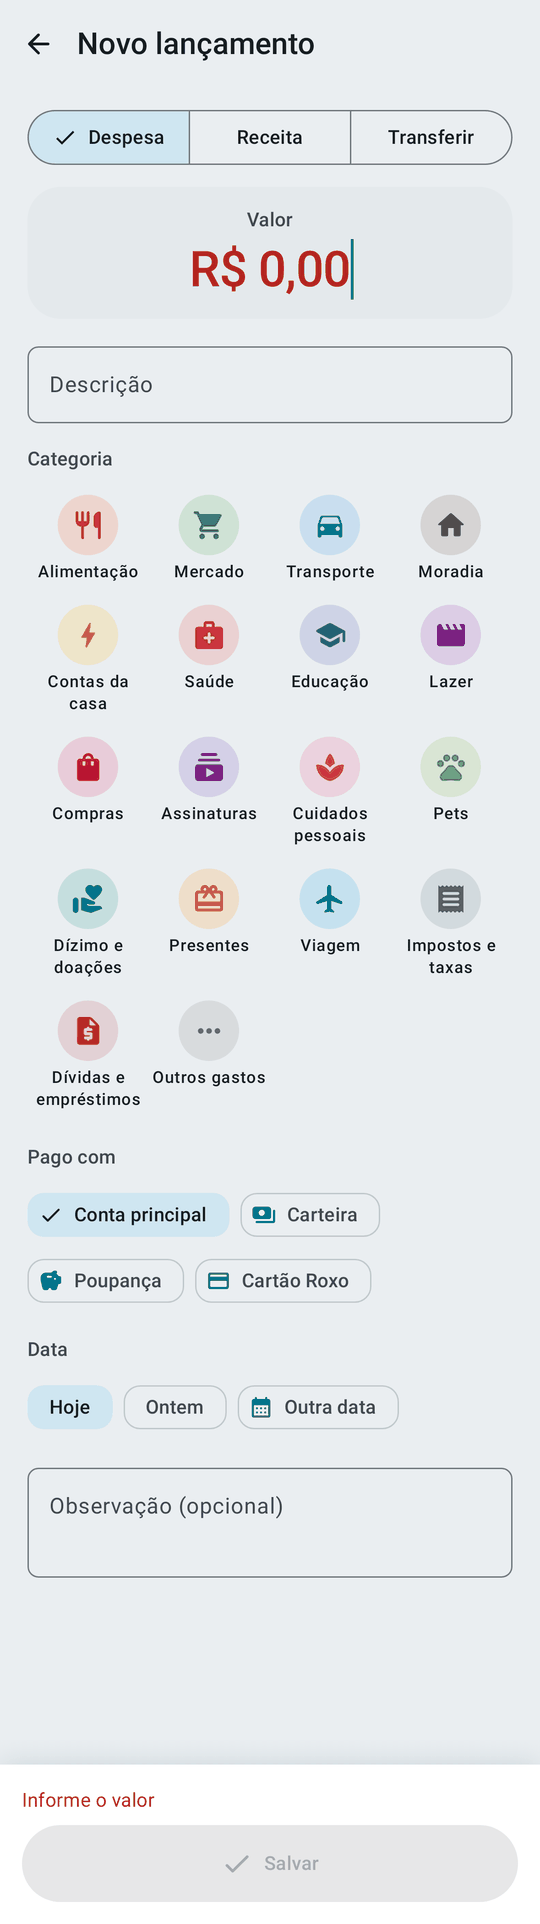 Novo lançamento
Despesa Receita Transferir
Valor
R$ 0,00
Descrição
Categoria
Alimentação Mercado Transporte Moradia
Contas da casa Saúde Educação Lazer
Compras Assinaturas Cuidados pessoais Pets
Dízimo e doações Presentes Viagem Impostos e taxas
Dívidas e empréstimos Outros gastos
Pago com
Conta principal Carteira
Poupança Cartão Roxo
Data
Hoje Ontem Outra data
Observação (opcional)
Informe o valor
Salvar